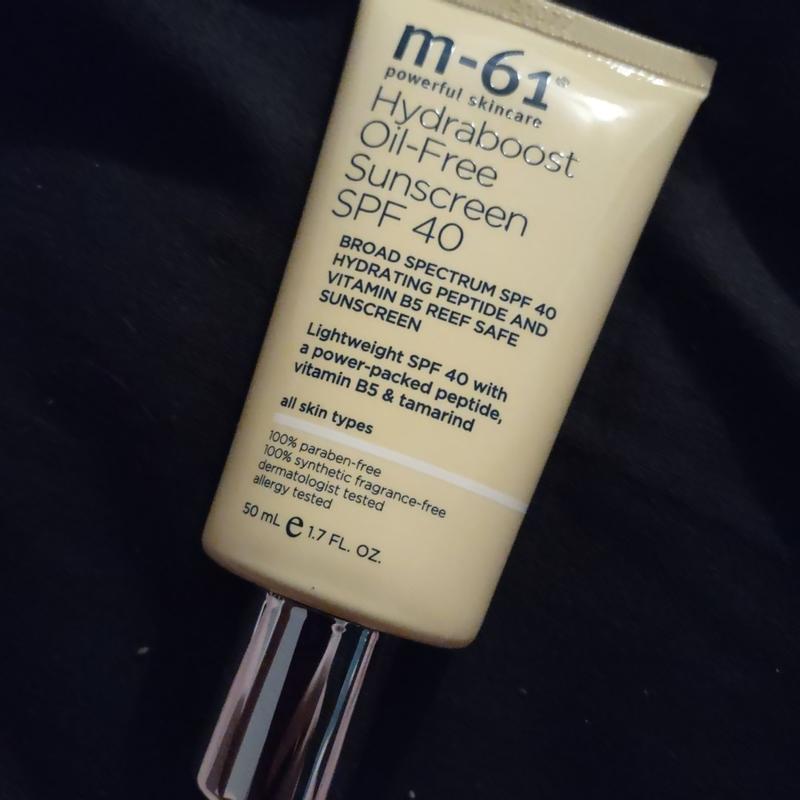 m-61®
powerful skincare
Hydraboost
Oil-Free
Sunscreen
SPF 40
BROAD SPECTRUM SPF 40
HYDRATING PEPTIDE AND
VITAMIN B5 REEF SAFE
SUNSCREEN
Lightweight SPF 40 with
a power-packed peptide,
vitamin B5 & tamarind
all skin types
100% paraben-free
100% synthetic fragrance-free
dermatologist tested
allergy tested
50 mL e 1.7 FL. OZ.